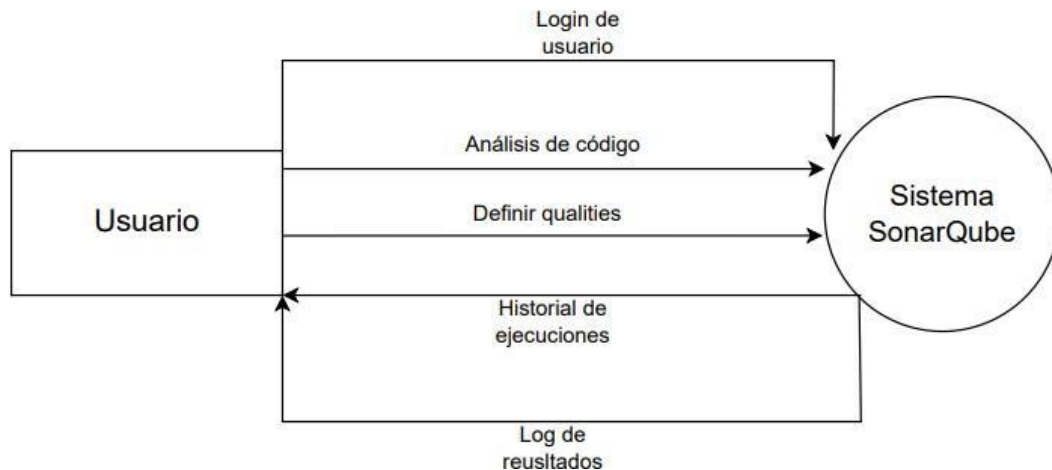 Login de
usuario
Análisis de código
Usuario
Definir qualities
Sistema
SonarQube
Historial de
ejecuciones
Log de
reusltados